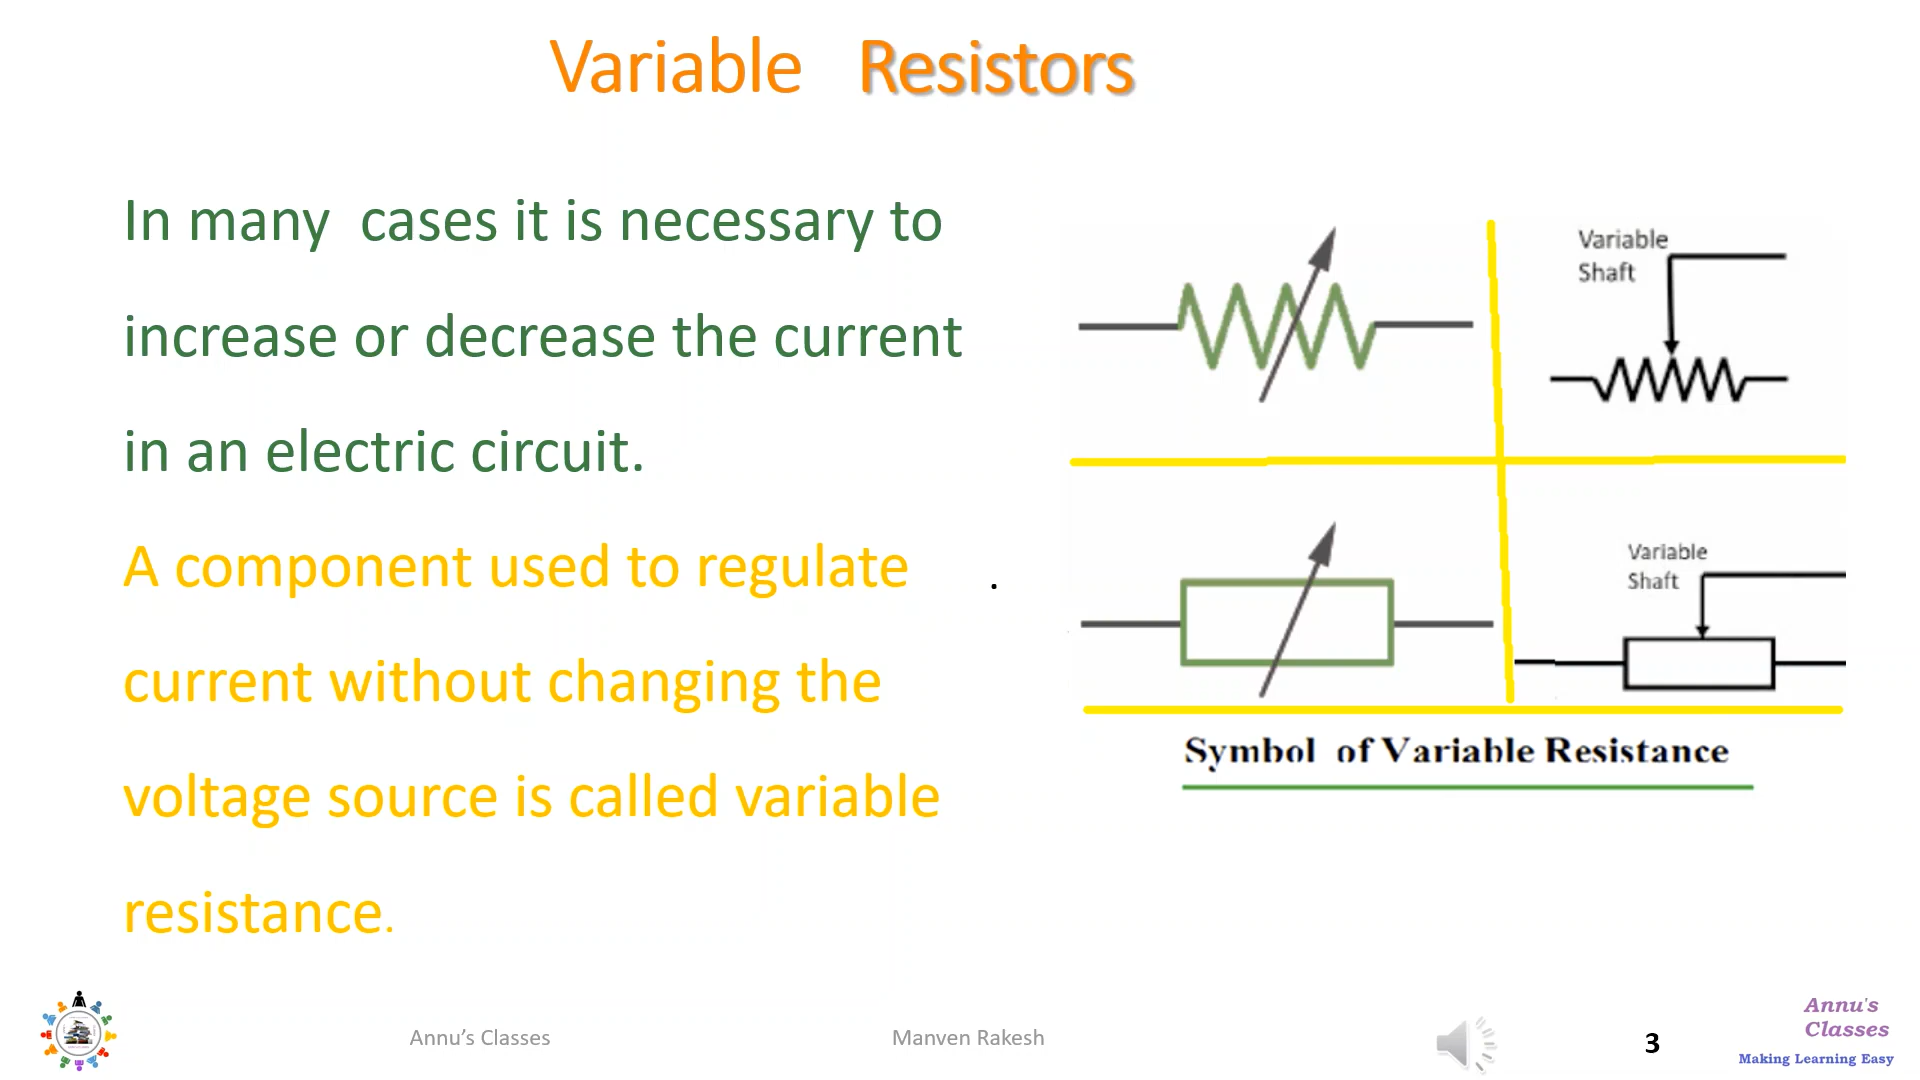 Variable Resistors
In many cases it is necessary to
increase or decrease the current
in an electric circuit.
A component used to regulate
current without changing the
voltage source is called variable
resistance.
.
Variable
Shaft
Variable
Shaft
Symbol of Variable Resistance
Annu’s Classes
Manven Rakesh
3
Annu's
Classes
Making Learning Easy